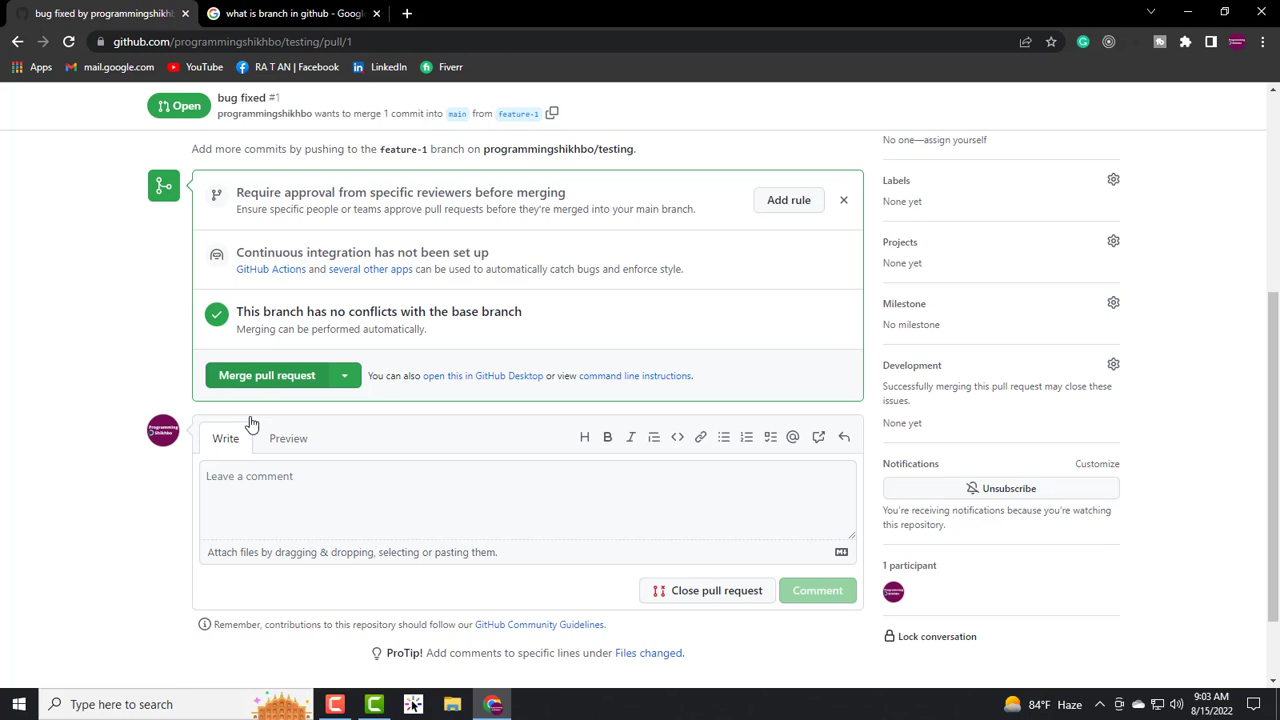 bug fixed by programmingshikhb
what is branch in github - Goog
github.com/programmingshikhbo/testing/pull/1
Apps
mail.google.com
YouTube
RA T AN | Facebook
LinkedIn
Fiverr
Open
bug fixed #1
programmingshikhbo wants to merge 1 commit into main from feature-1
Add more commits by pushing to the feature-1 branch on programmingshikhbo/testing.
Require approval from specific reviewers before merging
Ensure specific people or teams approve pull requests before they're merged into your main branch.
Add rule
Continuous integration has not been set up
GitHub Actions and several other apps can be used to automatically catch bugs and enforce style.
This branch has no conflicts with the base branch
Merging can be performed automatically.
Merge pull request
You can also open this in GitHub Desktop or view command line instructions.
Write
Preview
Leave a comment
Attach files by dragging & dropping, selecting or pasting them.
Close pull request
Comment
Remember, contributions to this repository should follow our GitHub Community Guidelines.
ProTip! Add comments to specific lines under Files changed.
No one—assign yourself
Labels
None yet
Projects
None yet
Milestone
No milestone
Development
Successfully merging this pull request may close these
issues.
None yet
Notifications
Customize
Unsubscribe
You're receiving notifications because you're watching
this repository.
1 participant
Lock conversation
Type here to search
84°F Haze
9:03 AM
8/15/2022